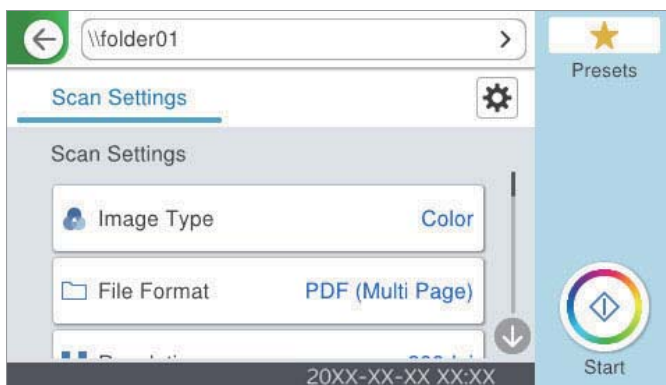 \\folder01
Presets
Scan Settings
Scan Settings
Image Type Color
File Format PDF (Multi Page)
20XX-XX-XX XX:XX
Start